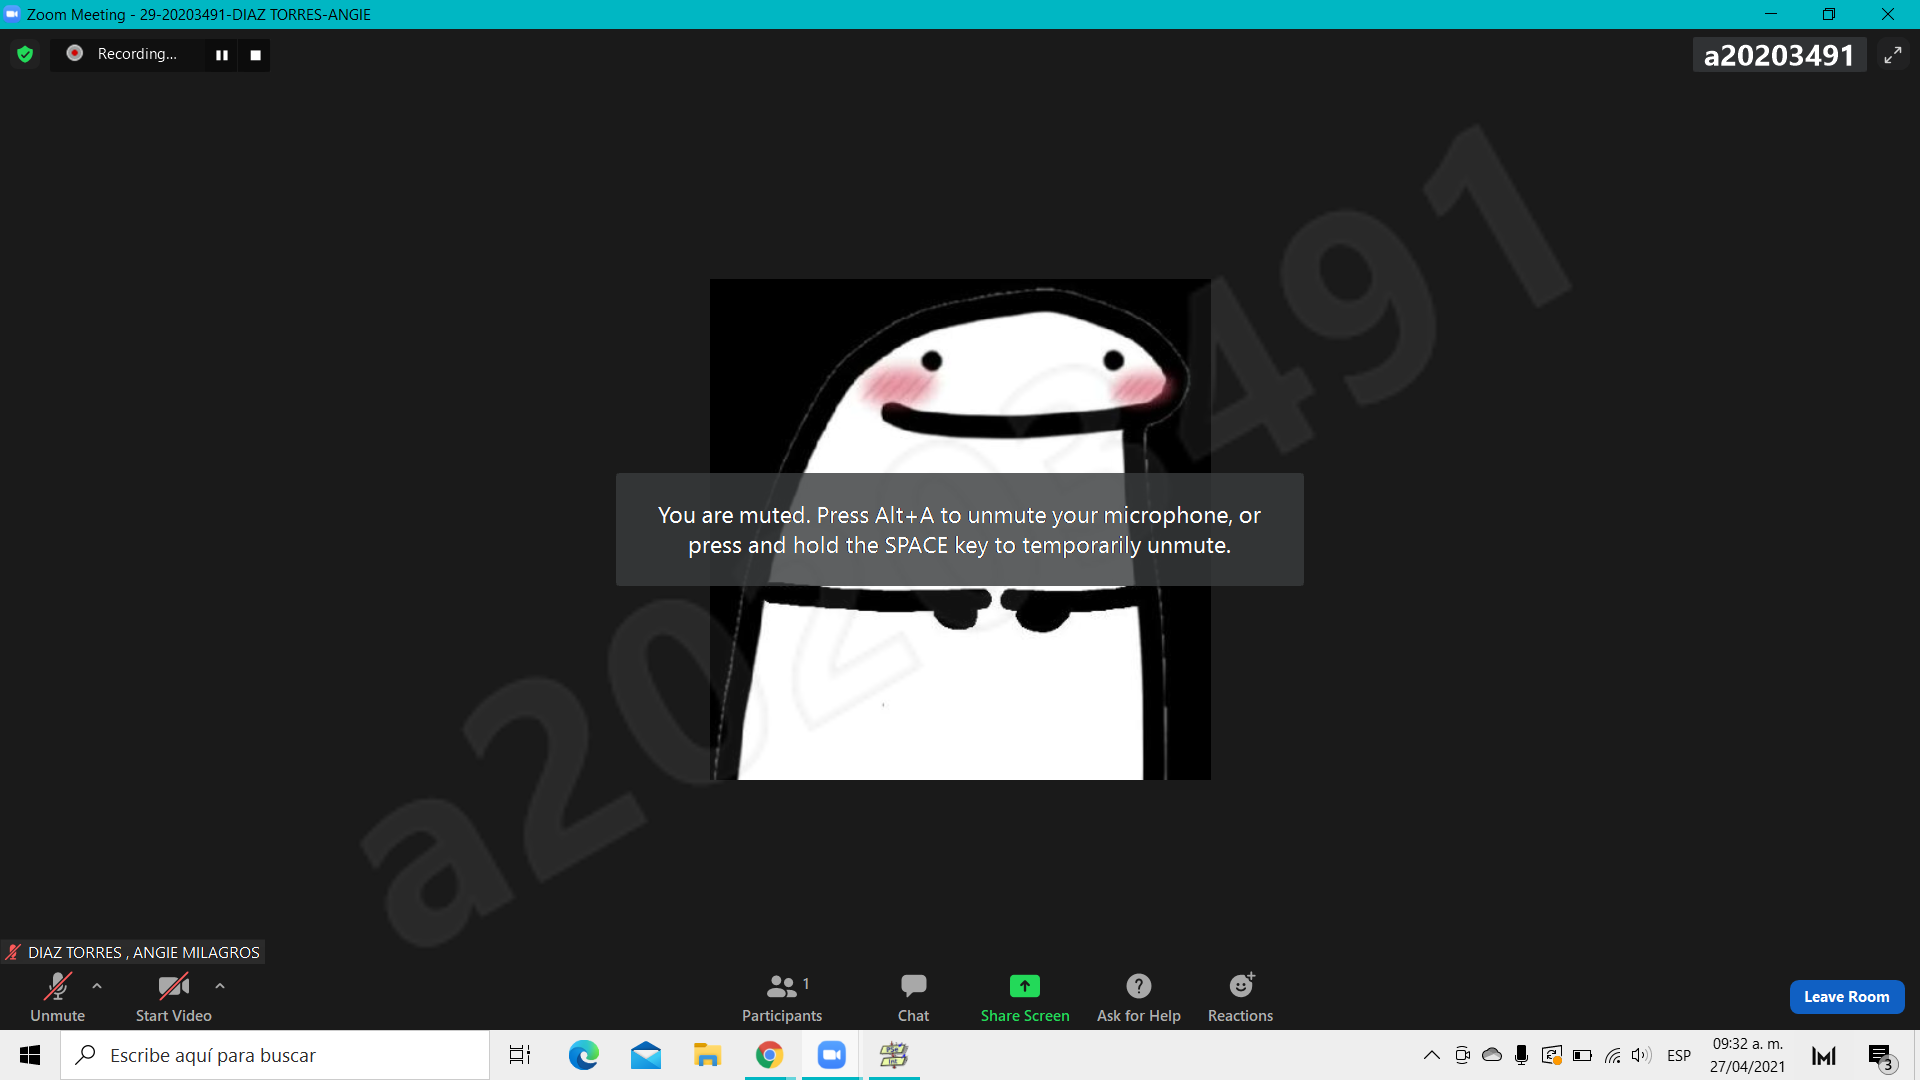 Zoom Meeting - 29-20203491-DIAZ TORRES-ANGIE
Recording...
a20203491
a20203491
You are muted. Press Alt+A to unmute your microphone, or
press and hold the SPACE key to temporarily unmute.
DIAZ TORRES , ANGIE MILAGROS
Unmute
Start Video
Participants 1
Chat
Share Screen
Ask for Help
Reactions
Leave Room
Escribe aquí para buscar
ESP
09:32 a. m.
27/04/2021
3